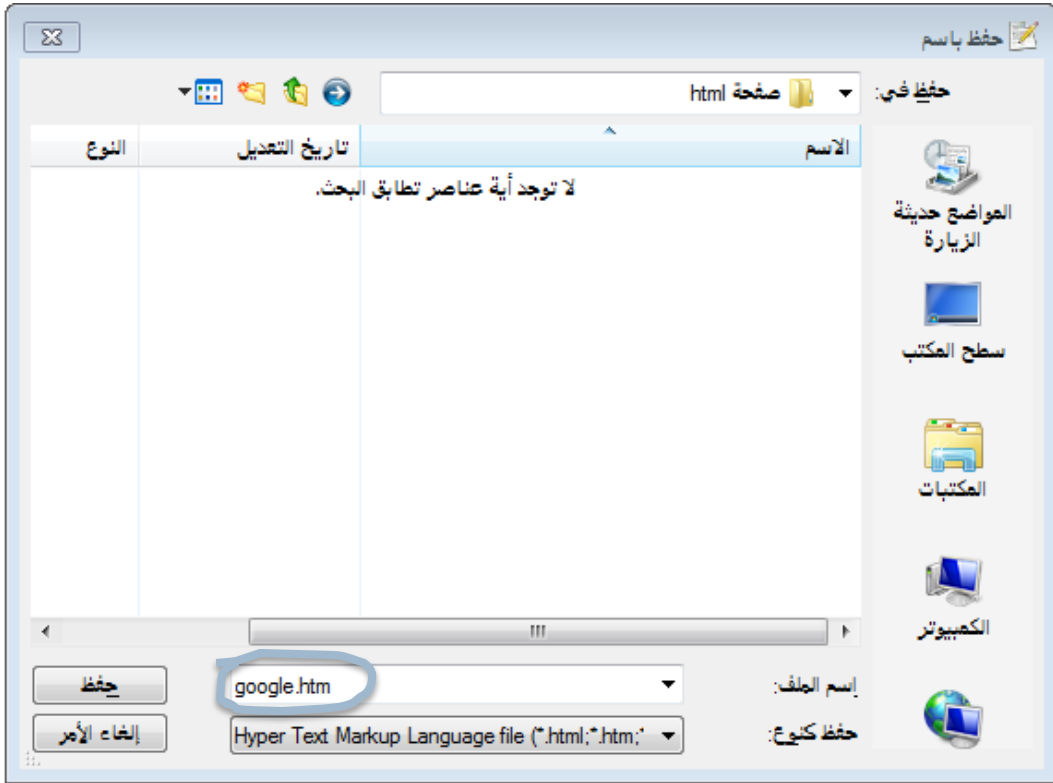 حفظ باسم
حفظ في: صفحة html
الاسم تاريخ التعديل النوع
لا توجد أية عناصر تطابق البحث.
المواضع حديثة
الزيارة
سطح المكتب
المكتبات
الكمبيوتر
إسم الملف: google.htm حفظ
حفظ كنوع: Hyper Text Markup Language file (*.html;*.htm;* إلغاء الأمر